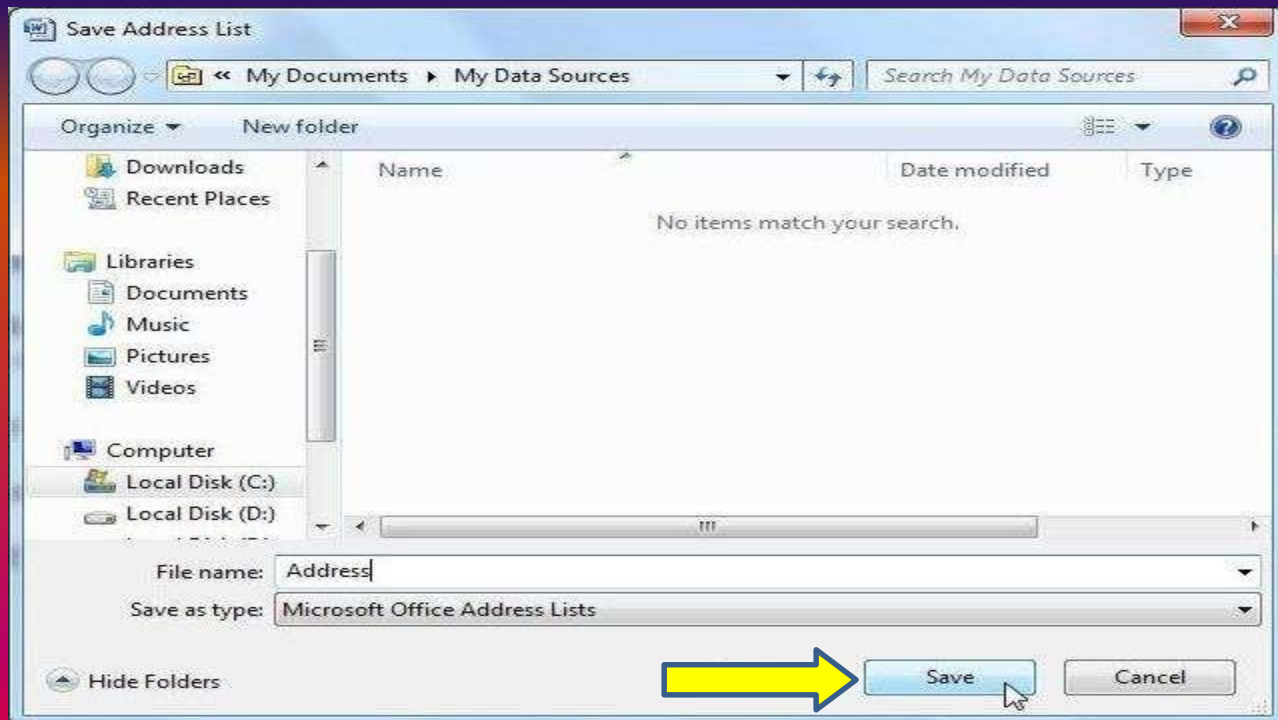 Save Address List
« My Documents ▸ My Data Sources
Search My Data Sources
Organize ▾ New folder
Downloads
Recent Places
Libraries
Documents
Music
Pictures
Videos
Computer
Local Disk (C:)
Local Disk (D:)
Name Date modified Type
No items match your search.
File name: Address
Save as type: Microsoft Office Address Lists
Hide Folders
Save Cancel